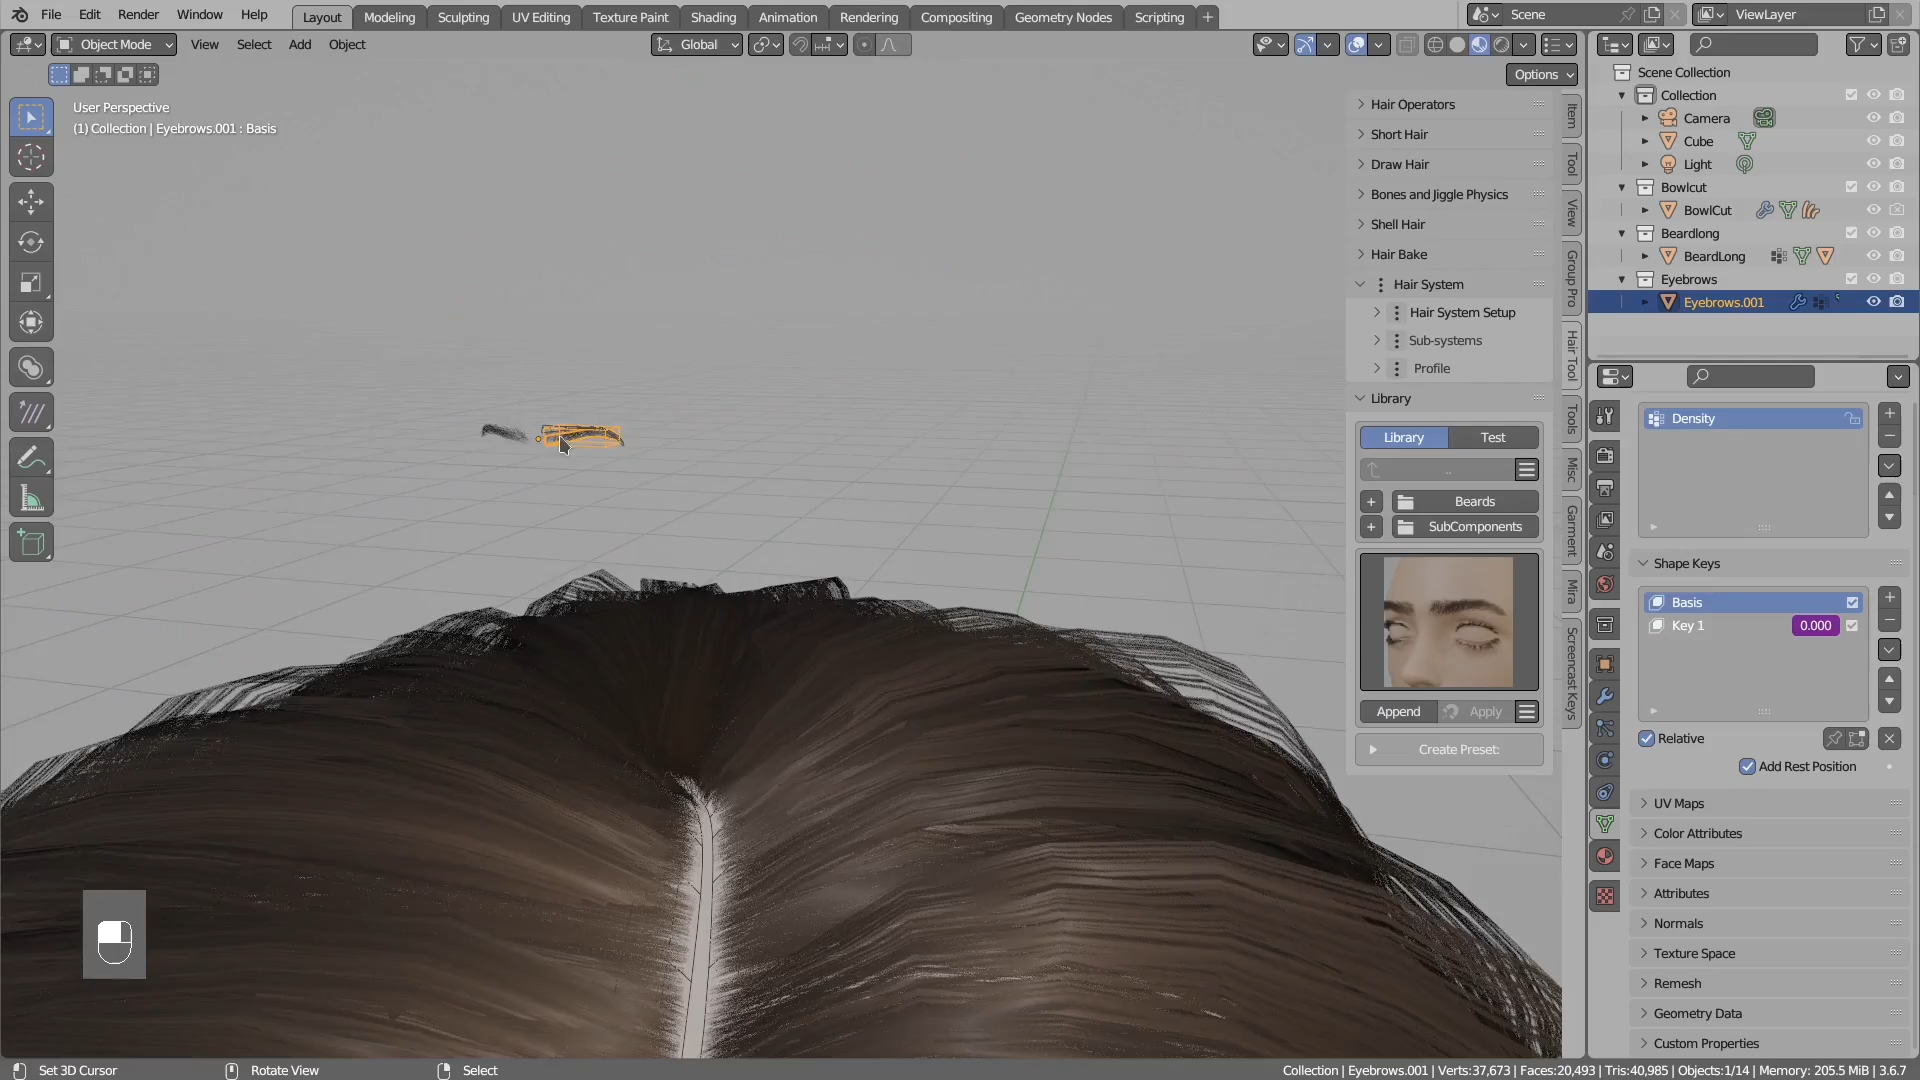 File Edit Render Window Help Layout Modeling Sculpting UV Editing Texture Paint Shading Animation Rendering Compositing Geometry Nodes Scripting + Scene ViewLayer
Object Mode View Select Add Object Global
Options
User Perspective
(1) Collection | Eyebrows.001 : Basis
Hair Operators
Short Hair
Draw Hair
Bones and Jiggle Physics
Shell Hair
Hair Bake
Hair System
Hair System Setup
Sub-systems
Profile
Library
Library Test
..
+ Beards
+ SubComponents
Append Apply
Create Preset:
Item
Tool
View
Group Pro
Hair Tool
Tools
Misc
Garment
Mira
Screencast Keys
Scene Collection
Collection
Camera
Cube
Light
Bowlcut
BowlCut
Beardlong
BeardLong
Eyebrows
Eyebrows.001
Density
Shape Keys
Basis
Key 1 0.000
Relative
Add Rest Position
UV Maps
Color Attributes
Face Maps
Attributes
Normals
Texture Space
Remesh
Geometry Data
Custom Properties
Set 3D Cursor Rotate View Select Collection | Eyebrows.001 | Verts:37,673 | Faces:20,493 | Tris:40,985 | Objects:1/14 | Memory: 205.5 MiB | 3.6.7